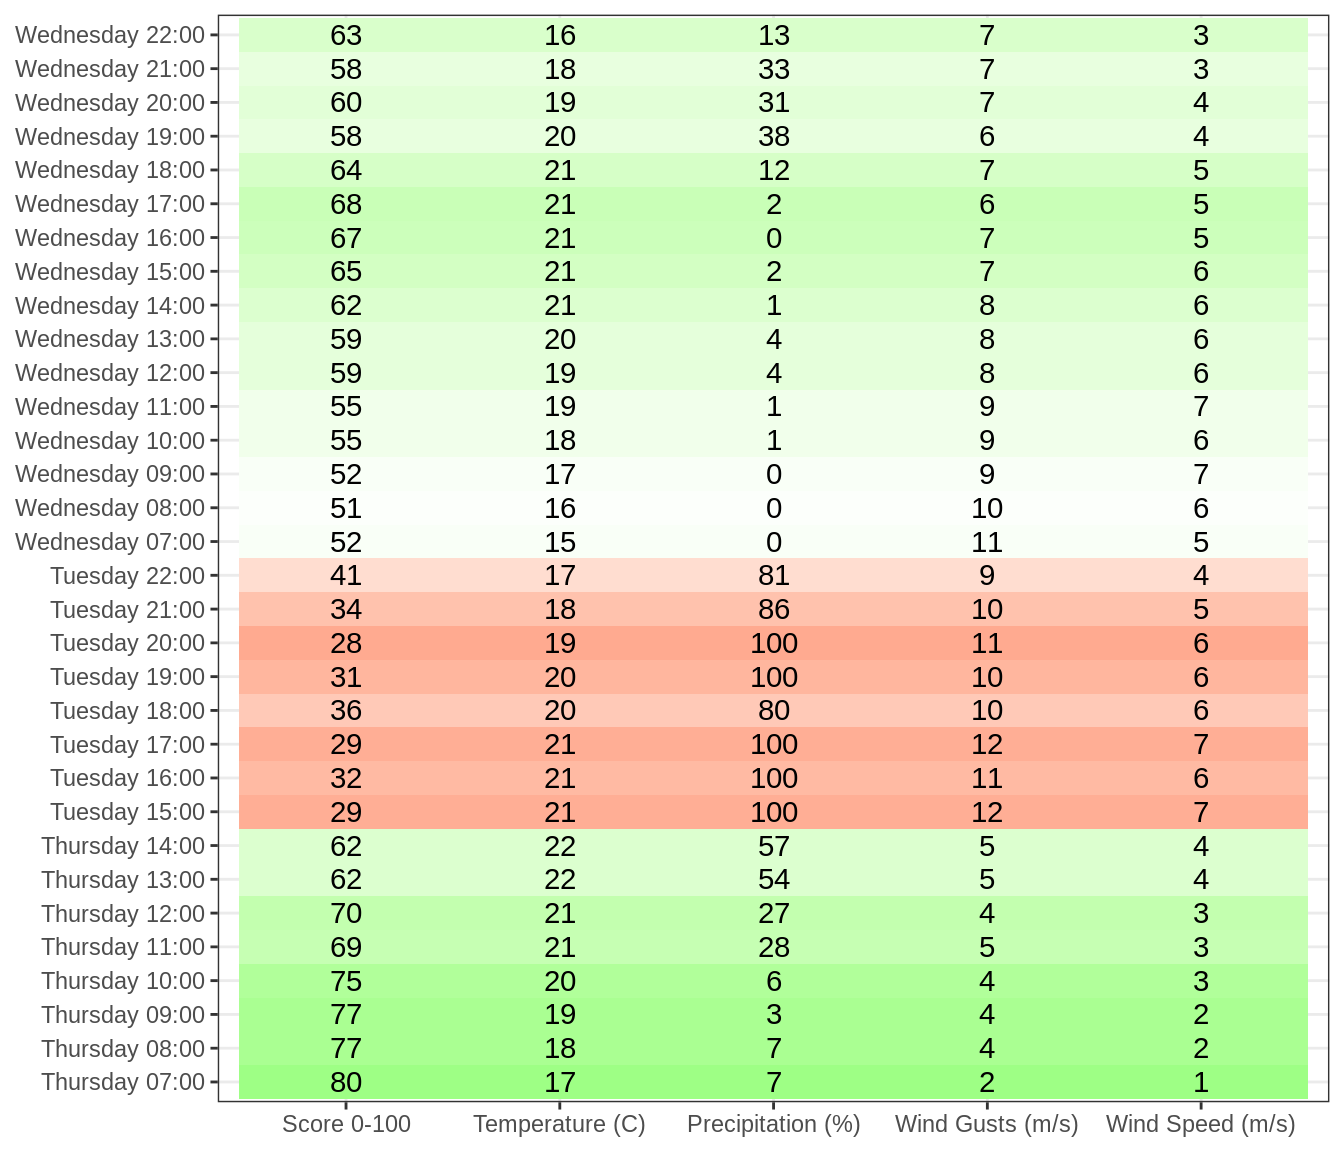 Wednesday 22:00 63 16 13 7 3
Wednesday 21:00 58 18 33 7 3
Wednesday 20:00 60 19 31 7 4
Wednesday 19:00 58 20 38 6 4
Wednesday 18:00 64 21 12 7 5
Wednesday 17:00 68 21 2 6 5
Wednesday 16:00 67 21 0 7 5
Wednesday 15:00 65 21 2 7 6
Wednesday 14:00 62 21 1 8 6
Wednesday 13:00 59 20 4 8 6
Wednesday 12:00 59 19 4 8 6
Wednesday 11:00 55 19 1 9 7
Wednesday 10:00 55 18 1 9 6
Wednesday 09:00 52 17 0 9 7
Wednesday 08:00 51 16 0 10 6
Wednesday 07:00 52 15 0 11 5
Tuesday 22:00 41 17 81 9 4
Tuesday 21:00 34 18 86 10 5
Tuesday 20:00 28 19 100 11 6
Tuesday 19:00 31 20 100 10 6
Tuesday 18:00 36 20 80 10 6
Tuesday 17:00 29 21 100 12 7
Tuesday 16:00 32 21 100 11 6
Tuesday 15:00 29 21 100 12 7
Thursday 14:00 62 22 57 5 4
Thursday 13:00 62 22 54 5 4
Thursday 12:00 70 21 27 4 3
Thursday 11:00 69 21 28 5 3
Thursday 10:00 75 20 6 4 3
Thursday 09:00 77 19 3 4 2
Thursday 08:00 77 18 7 4 2
Thursday 07:00 80 17 7 2 1
Score 0-100 Temperature (C) Precipitation (%) Wind Gusts (m/s) Wind Speed (m/s)